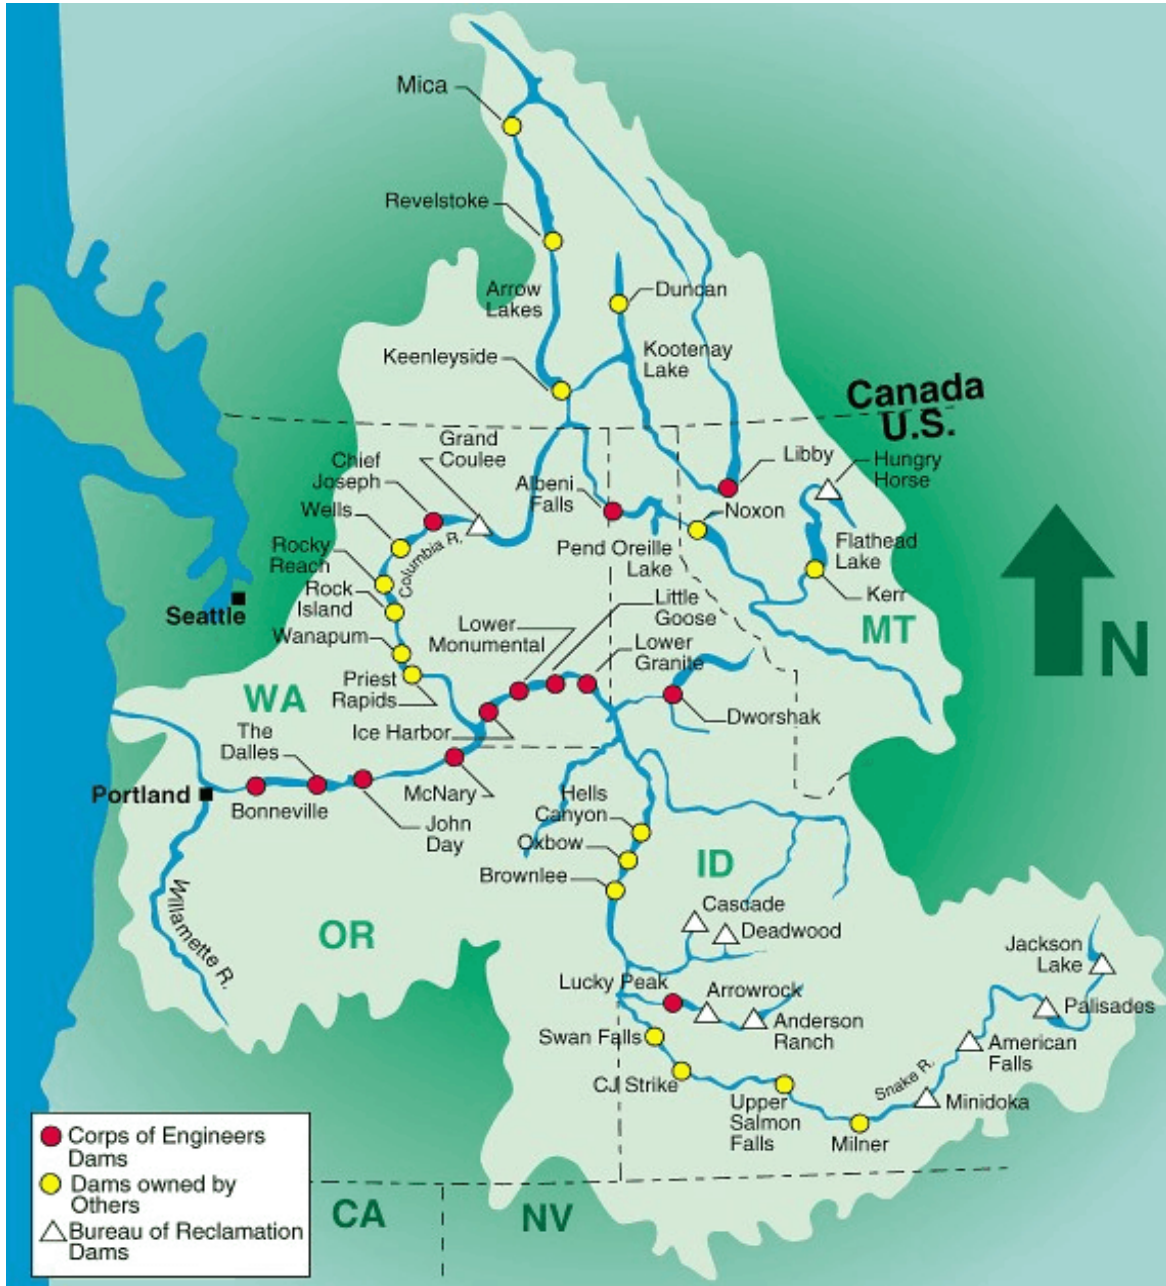 Mica
Revelstoke
Arrow
Lakes
Duncan
Keenleyside
Kootenay
Lake
Canada
U.S.
Grand
Coulee
Chief
Joseph
Libby
Hungry
Horse
Albeni
Falls
Wells
Noxon
Columbia R.
Rocky
Reach
Pend Oreille
Lake
Flathead
Lake
Rock
Island
Kerr
Seattle
Little
Goose
Lower
Monumental
Wanapum
Lower
Granite
MT
N
WA
Priest
Rapids
Ice Harbor
Dworshak
The
Dalles
Portland
Bonneville
McNary
John
Day
Hells
Canyon
Oxbow
Brownlee
ID
Willamette R.
OR
Cascade
Deadwood
Jackson
Lake
Lucky Peak
Arrowrock
Anderson
Ranch
Palisades
Swan Falls
American
Falls
CJ Strike
Snake R.
Upper
Salmon
Falls
Minidoka
Milner
Corps of Engineers
Dams
Dams owned by
Others
Bureau of Reclamation
Dams
CA
NV